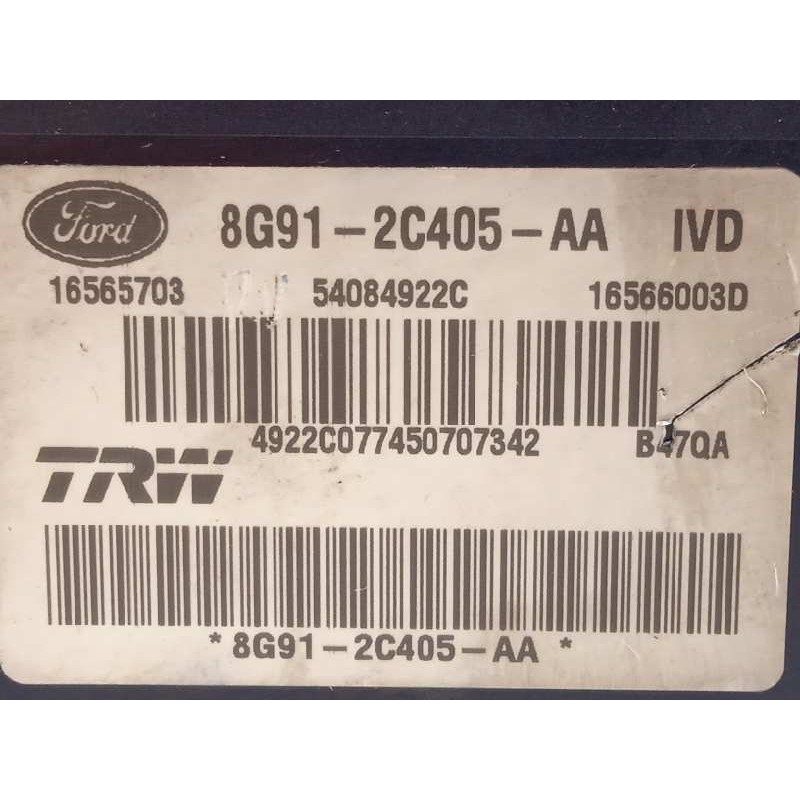 Ford 8G91-2C405-AA IVD
16565703 54084922C 16566003D
4922C077450707342 B47QA
TRW
*8G91-2C405-AA*